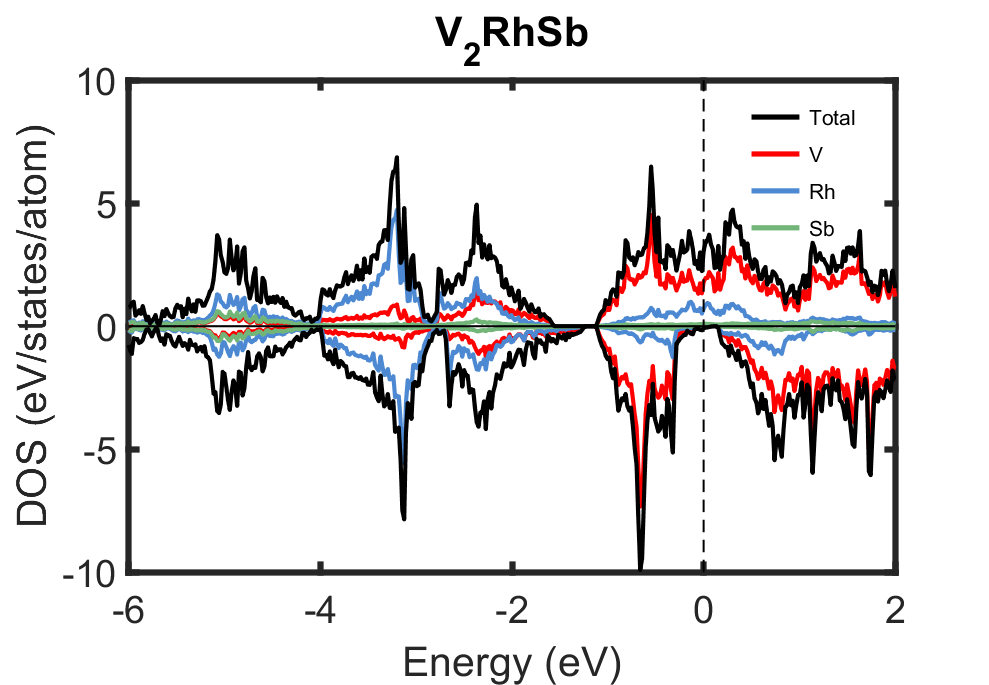 V2RhSb
DOS (eV/states/atom)
10
5
0
-5
-10
Total
V
Rh
Sb
-6
-4
-2
0
2
Energy (eV)